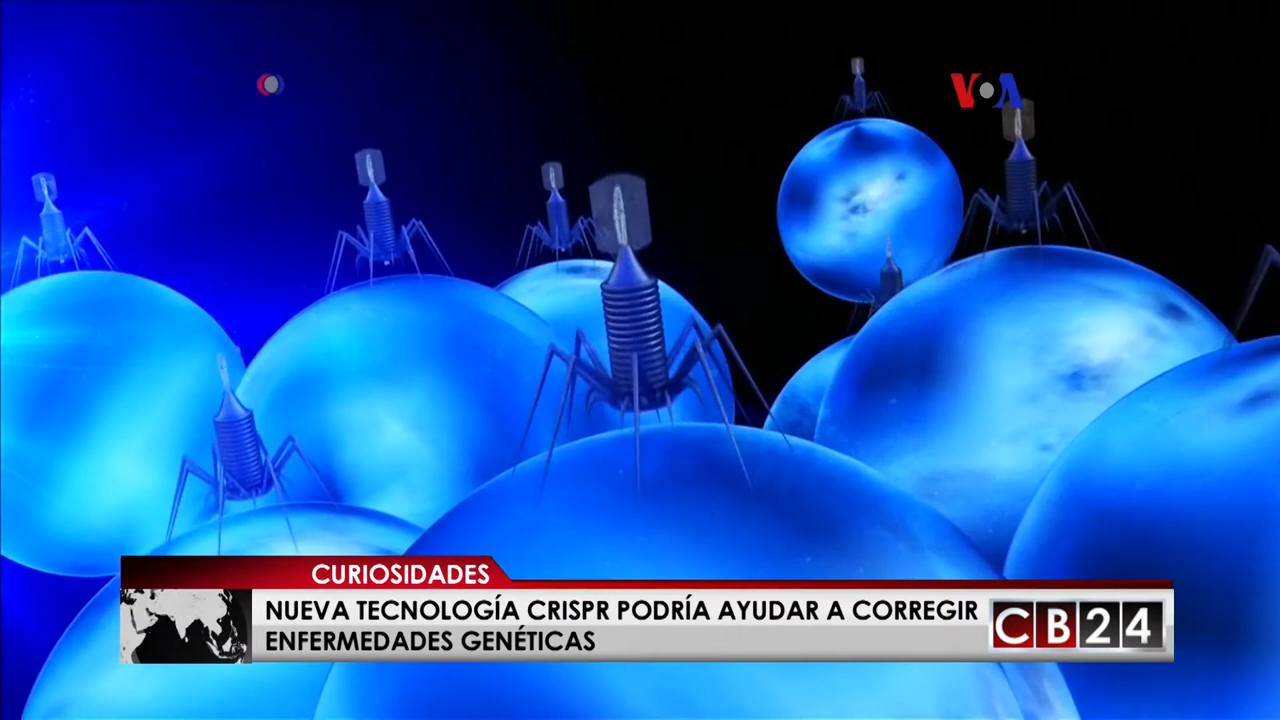 VOA
CURIOSIDADES
NUEVA TECNOLOGÍA CRISPR PODRÍA AYUDAR A CORREGIR
ENFERMEDADES GENÉTICAS
CB24